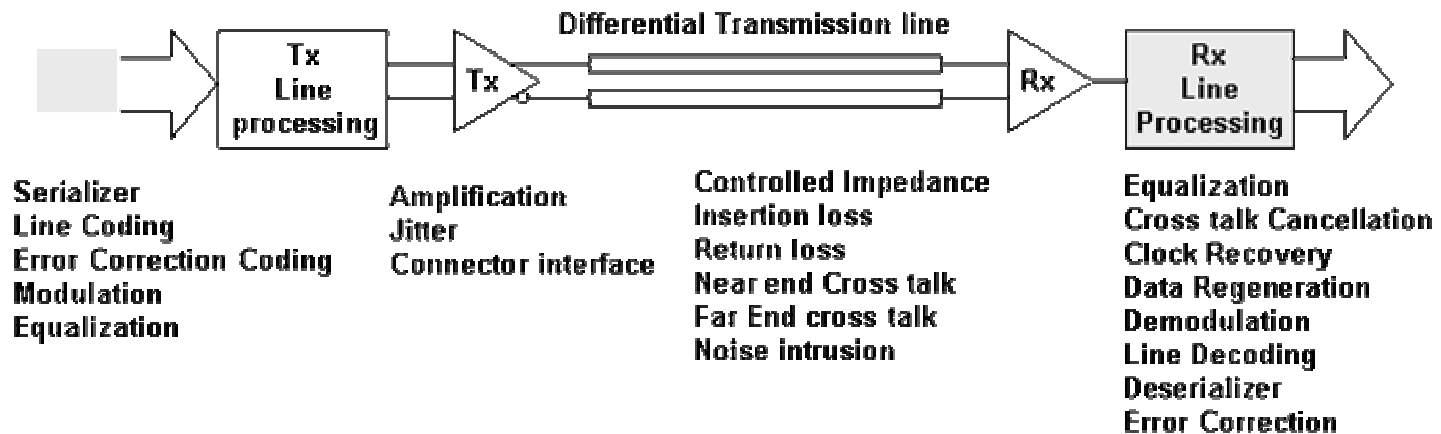 Differential Transmission line
Tx
Line
processing
Tx
Rx
Rx
Line
Processing
Serializer
Line Coding
Error Correction Coding
Modulation
Equalization
Amplification
Jitter
Connector interface
Controlled Impedance
Insertion loss
Return loss
Near end Cross talk
Far End cross talk
Noise intrusion
Equalization
Cross talk Cancellation
Clock Recovery
Data Regeneration
Demodulation
Line Decoding
Deserializer
Error Correction